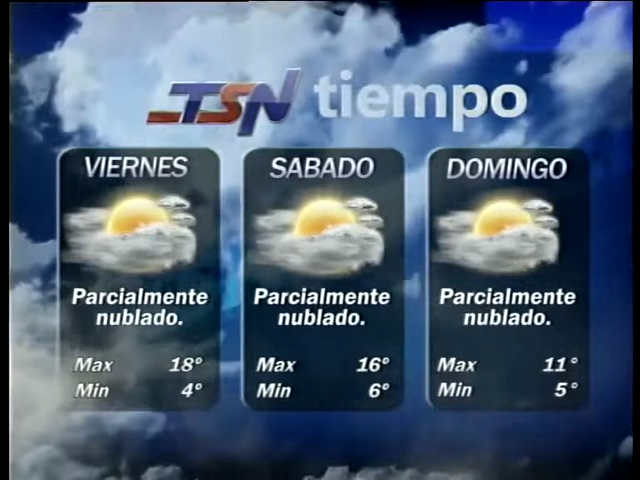 TSN tiempo
VIERNES
Parcialmente
nublado.
Max 18°
Min 4°
SABADO
Parcialmente
nublado.
Max 16°
Min 6°
DOMINGO
Parcialmente
nublado.
Max 11°
Min 5°